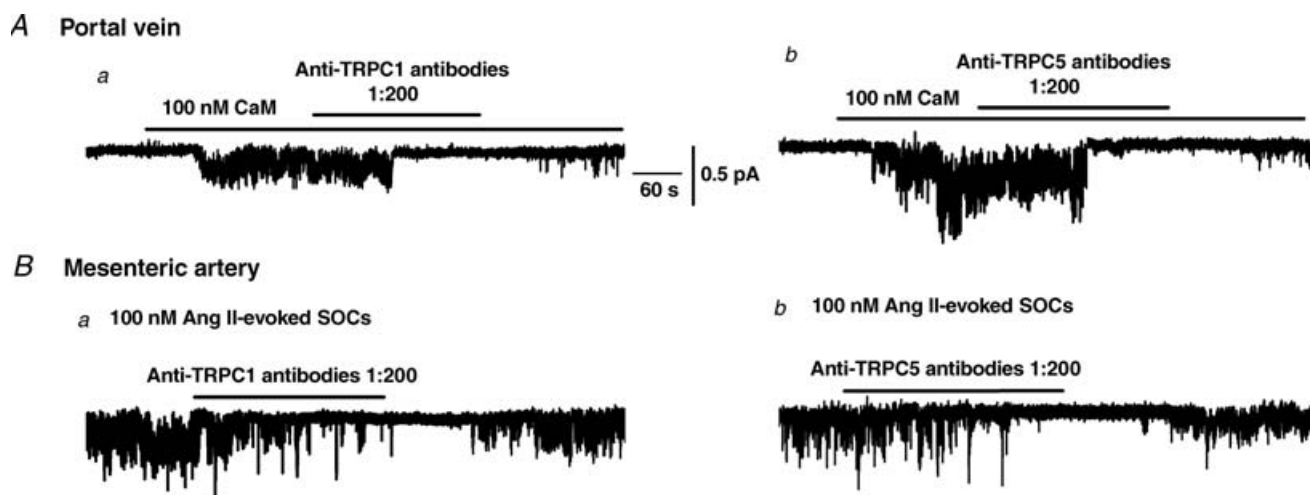 A Portal vein
a
Anti-TRPC1 antibodies
1:200
100 nM CaM
60 s
0.5 pA
b
Anti-TRPC5 antibodies
1:200
100 nM CaM
B Mesenteric artery
a 100 nM Ang II-evoked SOCs
Anti-TRPC1 antibodies 1:200
b 100 nM Ang II-evoked SOCs
Anti-TRPC5 antibodies 1:200